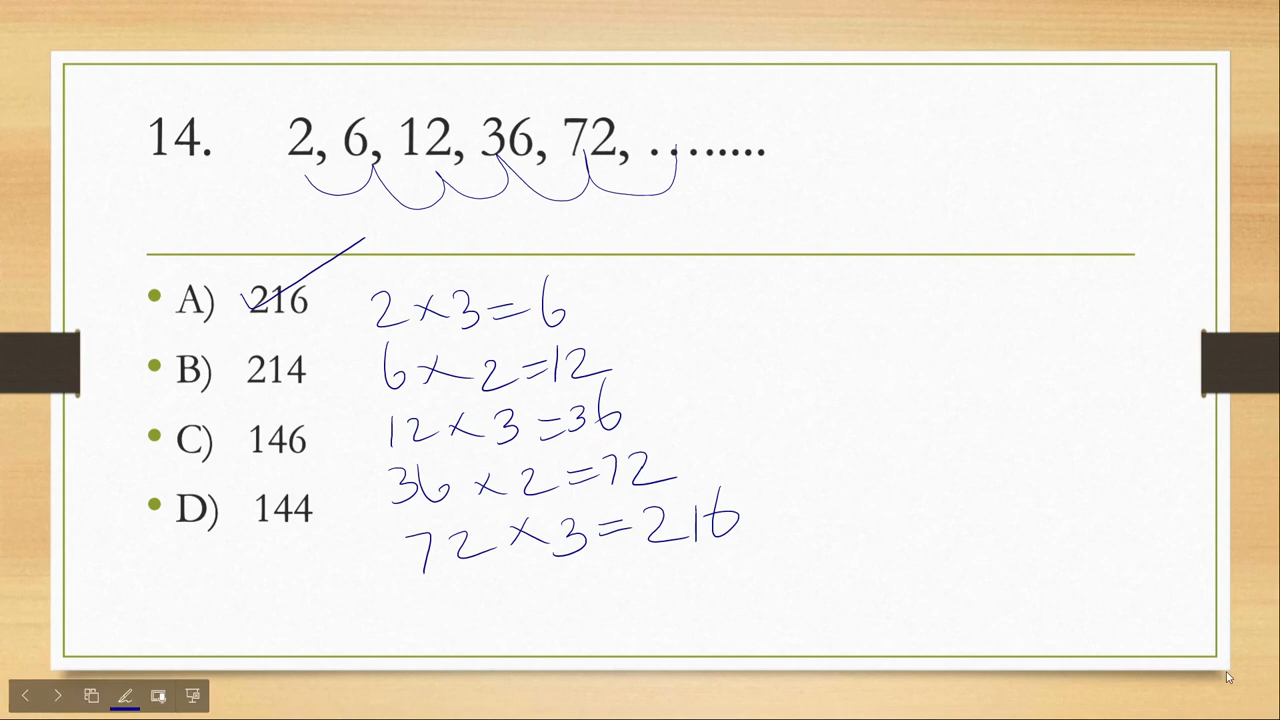 14. 2, 6, 12, 36, 72, ….....
A) 216
B) 214
C) 146
D) 144
2 × 3 = 6
6 × 2 = 12
12 × 3 = 36
36 × 2 = 72
72 × 3 = 216